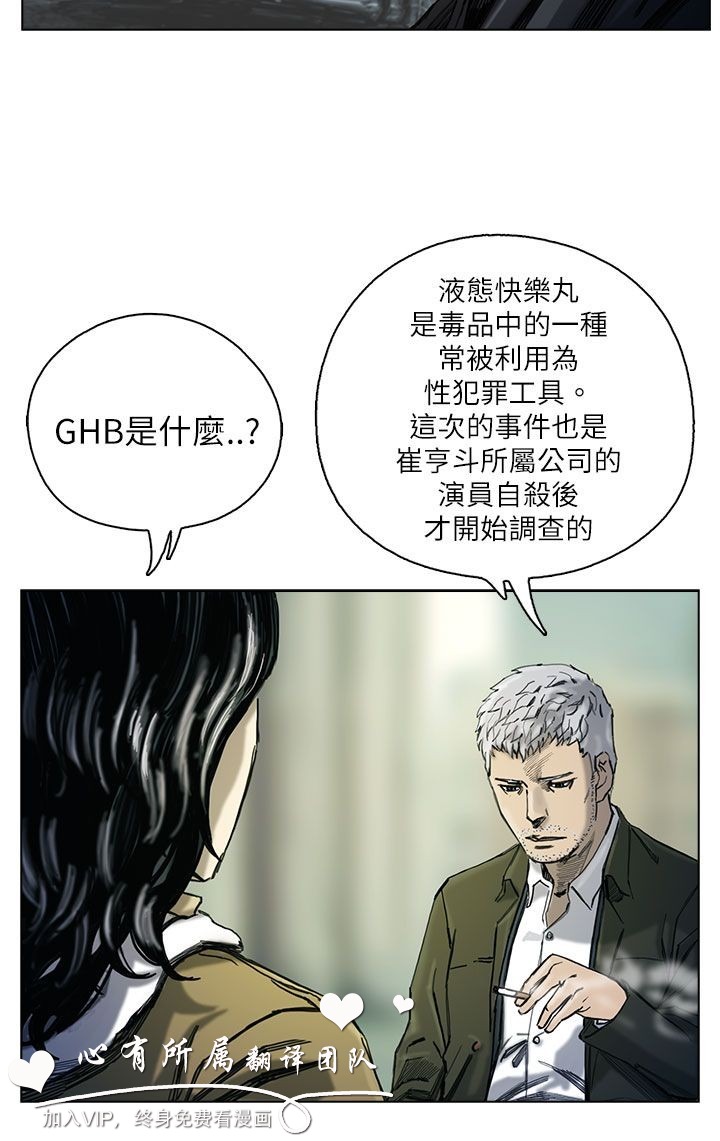 GHB是什麼..?
液態快樂丸
是毒品中的一種
常被利用為
性犯罪工具。
這次的事件也是
崔亨斗所屬公司的
演員自殺後
才開始調查的
心有所属翻译团队
加入VIP，终身免费看漫画